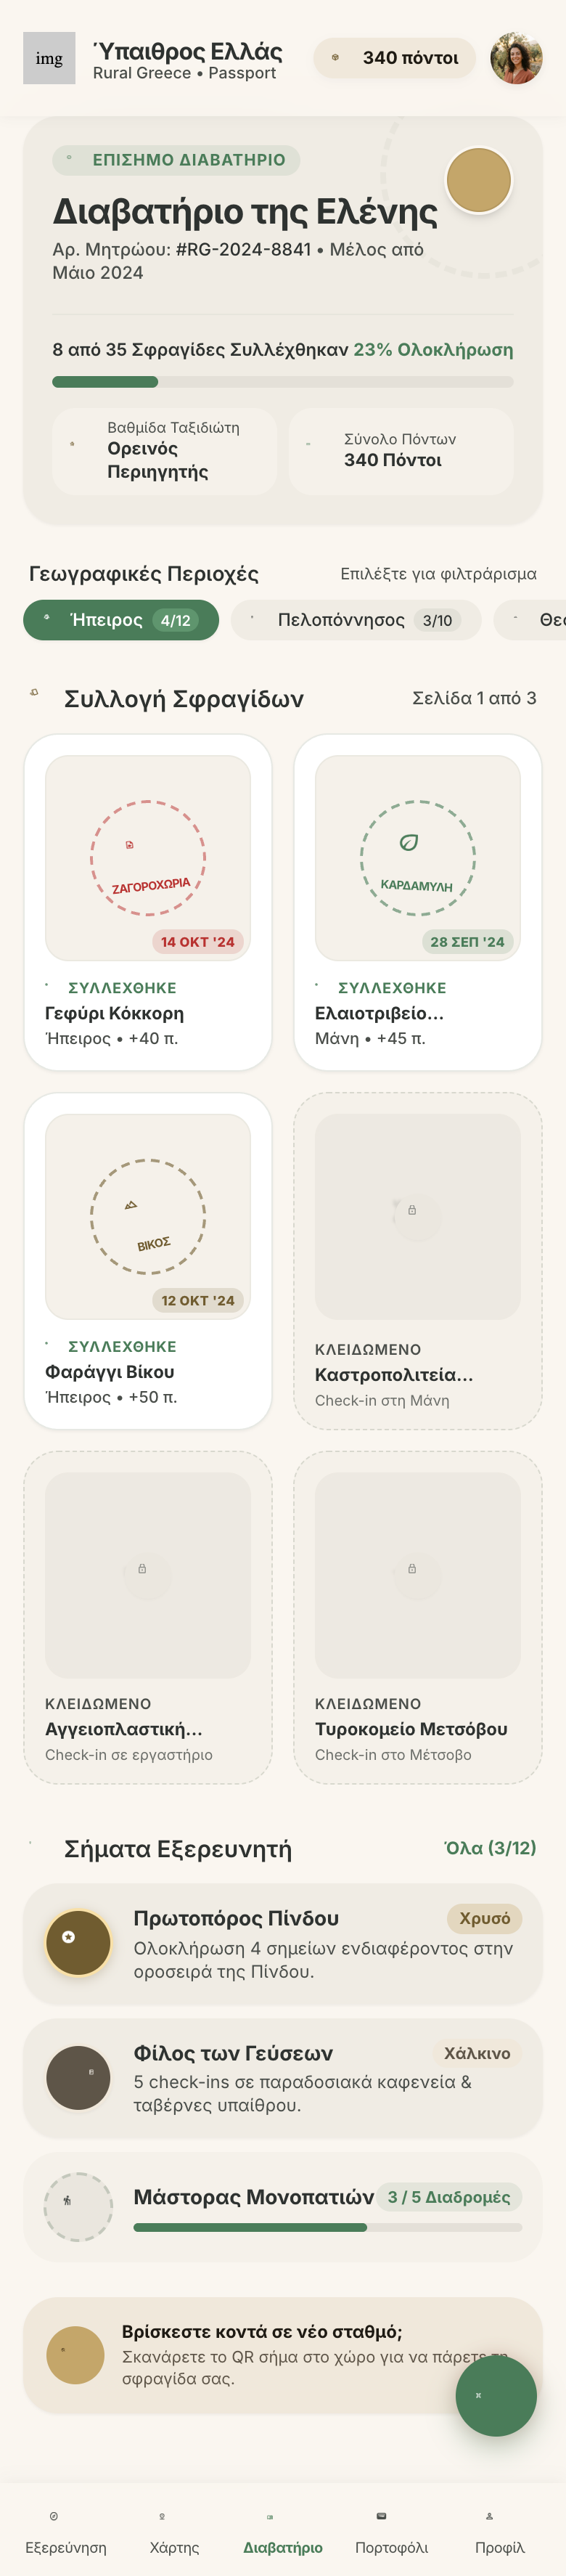 img
Ύπαιθρος Ελλάς
Rural Greece • Passport
340 πόντοι
ΕΠΙΣΗΜΟ ΔΙΑΒΑΤΗΡΙΟ
Διαβατήριο της Ελένης
Αρ. Μητρώου: #RG-2024-8841 • Μέλος από
Μάιο 2024
8 από 35 Σφραγίδες Συλλέχθηκαν 23% Ολοκλήρωση
Βαθμίδα Ταξιδιώτη
Ορεινός
Περιηγητής
Σύνολο Πόντων
340 Πόντοι
Γεωγραφικές Περιοχές
Επιλέξτε για φιλτράρισμα
Ήπειρος 4/12
Πελοπόννησος 3/10
Συλλογή Σφραγίδων
Σελίδα 1 από 3
ΖΑΓΟΡΟΧΩΡΙΑ
14 ΟΚΤ '24
ΣΥΛΛΕΧΘΗΚΕ
Γεφύρι Κόκκορη
Ήπειρος • +40 π.
ΚΑΡΔΑΜΥΛΗ
28 ΣΕΠ '24
ΣΥΛΛΕΧΘΗΚΕ
Ελαιοτριβείο...
Μάνη • +45 π.
ΒΙΚΟΣ
12 ΟΚΤ '24
ΣΥΛΛΕΧΘΗΚΕ
Φαράγγι Βίκου
Ήπειρος • +50 π.
ΚΛΕΙΔΩΜΕΝΟ
Καστροπολιτεία...
Check-in στη Μάνη
ΚΛΕΙΔΩΜΕΝΟ
Αγγειοπλαστική...
Check-in σε εργαστήριο
ΚΛΕΙΔΩΜΕΝΟ
Τυροκομείο Μετσόβου
Check-in στο Μέτσοβο
Σήματα Εξερευνητή
Όλα (3/12)
Πρωτοπόρος Πίνδου
Χρυσό
Ολοκλήρωση 4 σημείων ενδιαφέροντος στην
οροσειρά της Πίνδου.
Φίλος των Γεύσεων
Χάλκινο
5 check-ins σε παραδοσιακά καφενεία &
ταβέρνες υπαίθρου.
Μάστορας Μονοπατιών
3 / 5 Διαδρομές
Βρίσκεστε κοντά σε νέο σταθμό;
Σκανάρετε το QR σήμα στο χώρο για να πάρετε
σφραγίδα σας.
Εξερεύνηση
Χάρτης
Διαβατήριο
Πορτοφόλι
Προφίλ